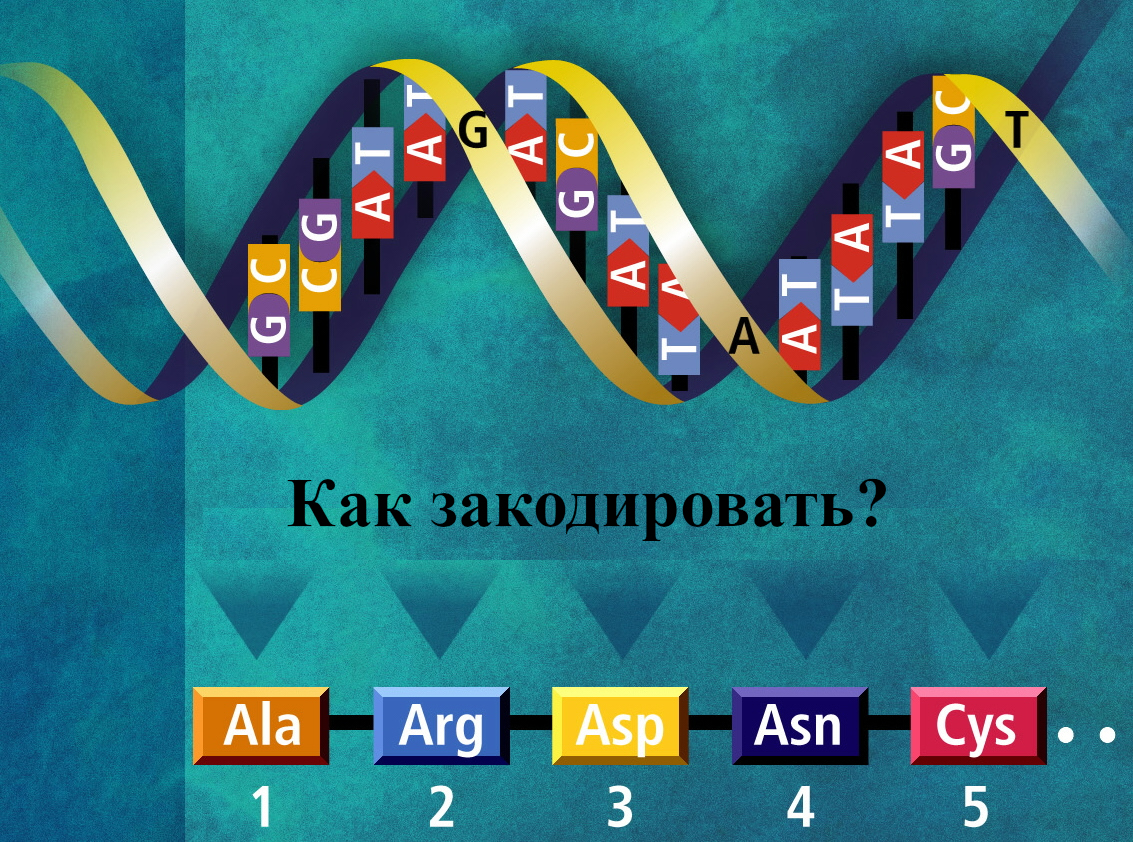 C G T T G T C T A T T A A C T
G C A A A G A T A T T G
A
Как закодировать?
Ala Arg Asp Asn Cys ..
1 2 3 4 5